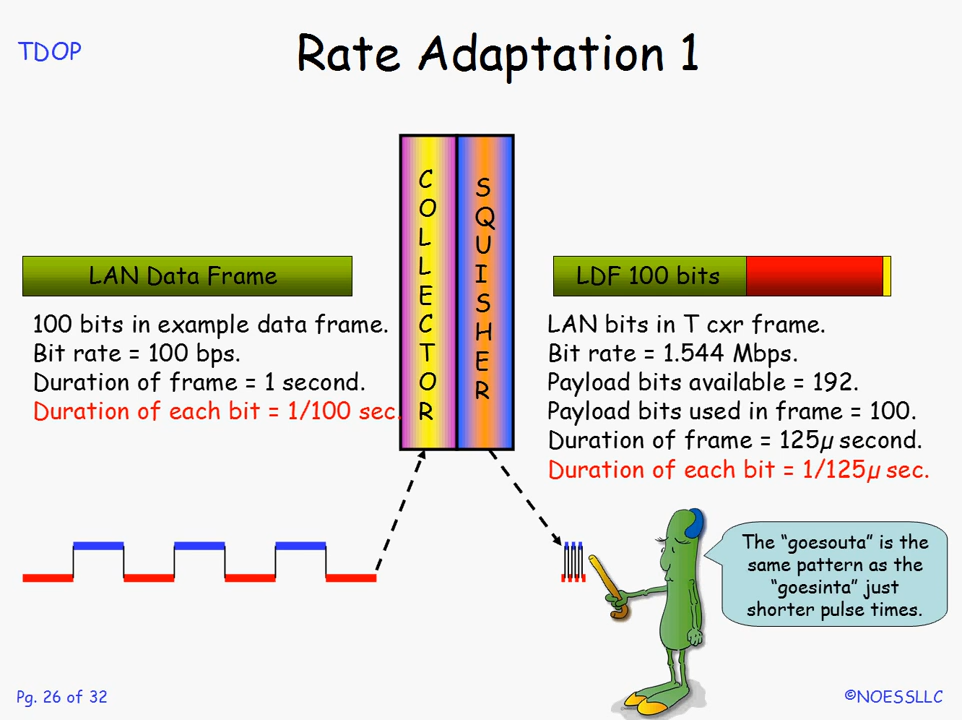 TDOP
Rate Adaptation 1
COLLECTOR
SQUISHER
LAN Data Frame
100 bits in example data frame.
Bit rate = 100 bps.
Duration of frame = 1 second.
Duration of each bit = 1/100 sec.
LDF 100 bits
LAN bits in T cxr frame.
Bit rate = 1.544 Mbps.
Payload bits available = 192.
Payload bits used in frame = 100.
Duration of frame = 125µ second.
Duration of each bit = 1/125µ sec.
The “goesouta” is the
same pattern as the
“goesinta” just
shorter pulse times.
Pg. 26 of 32
©NOESSLLC